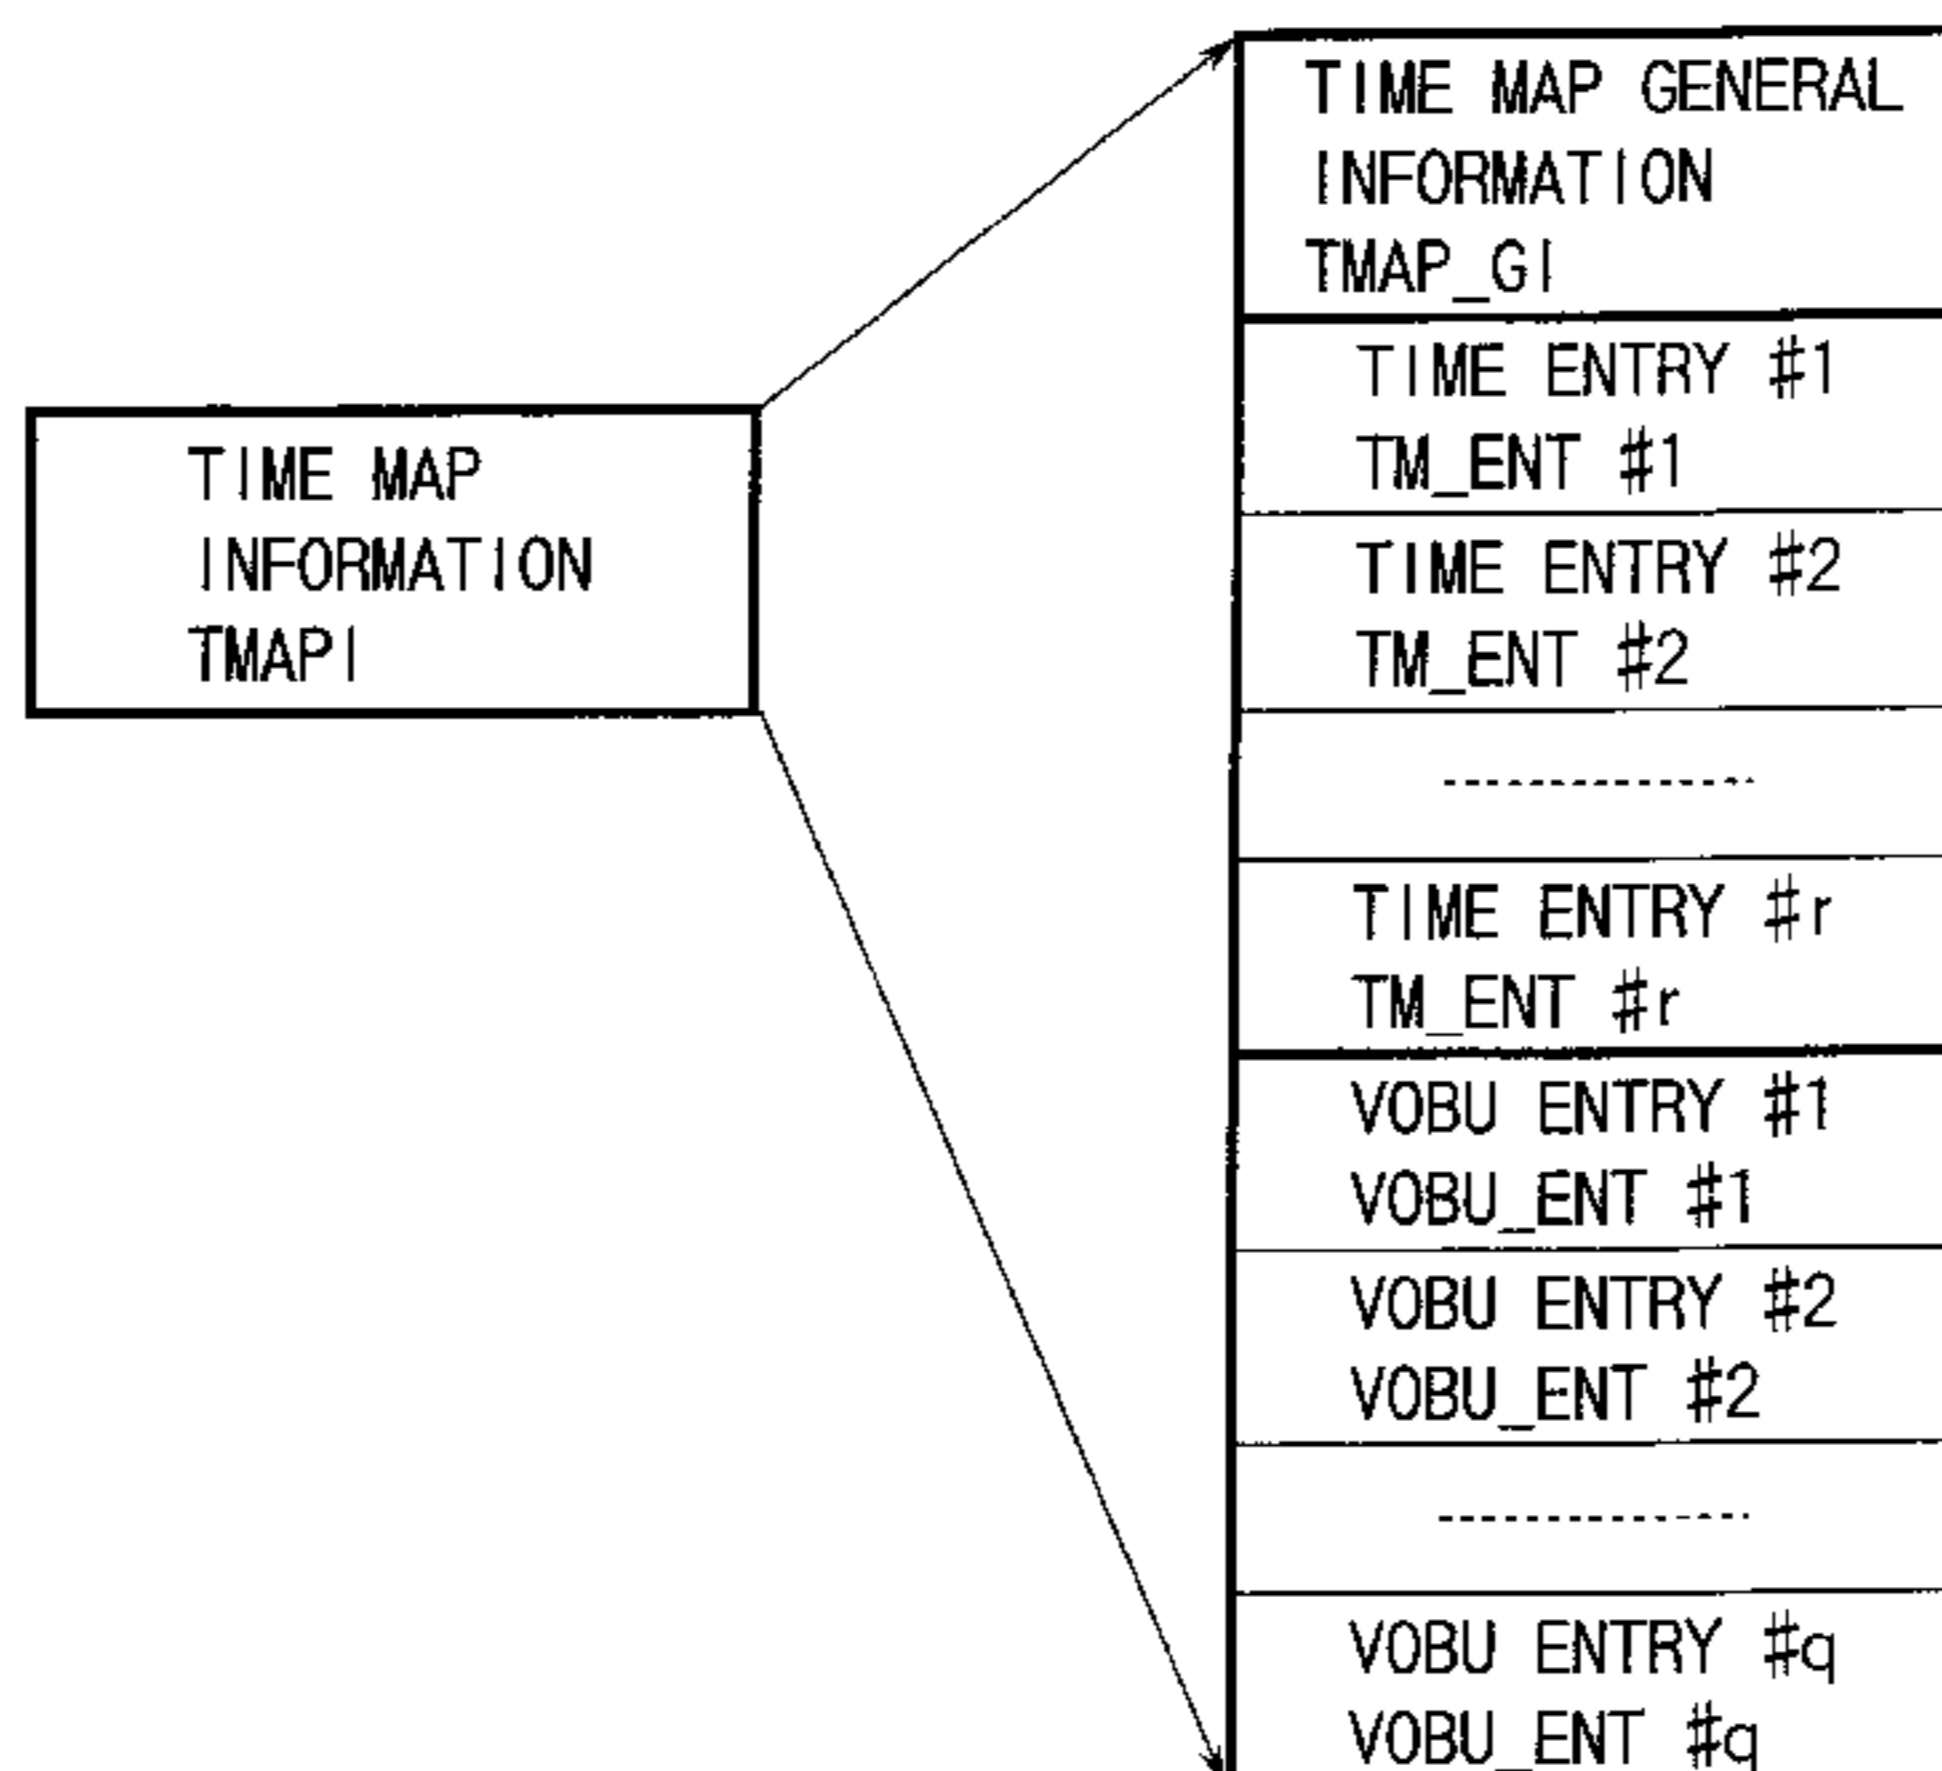 TIME MAP
INFORMATION
TMAPI
TIME MAP GENERAL
INFORMATION
TMAP_GI
TIME ENTRY #1
TM_ENT #1
TIME ENTRY #2
TM_ENT #2
TIME ENTRY #r
TM_ENT #r
VOBU ENTRY #1
VOBU_ENT #1
VOBU ENTRY #2
VOBU_ENT #2
VOBU ENTRY #q
VOBU_ENT #q